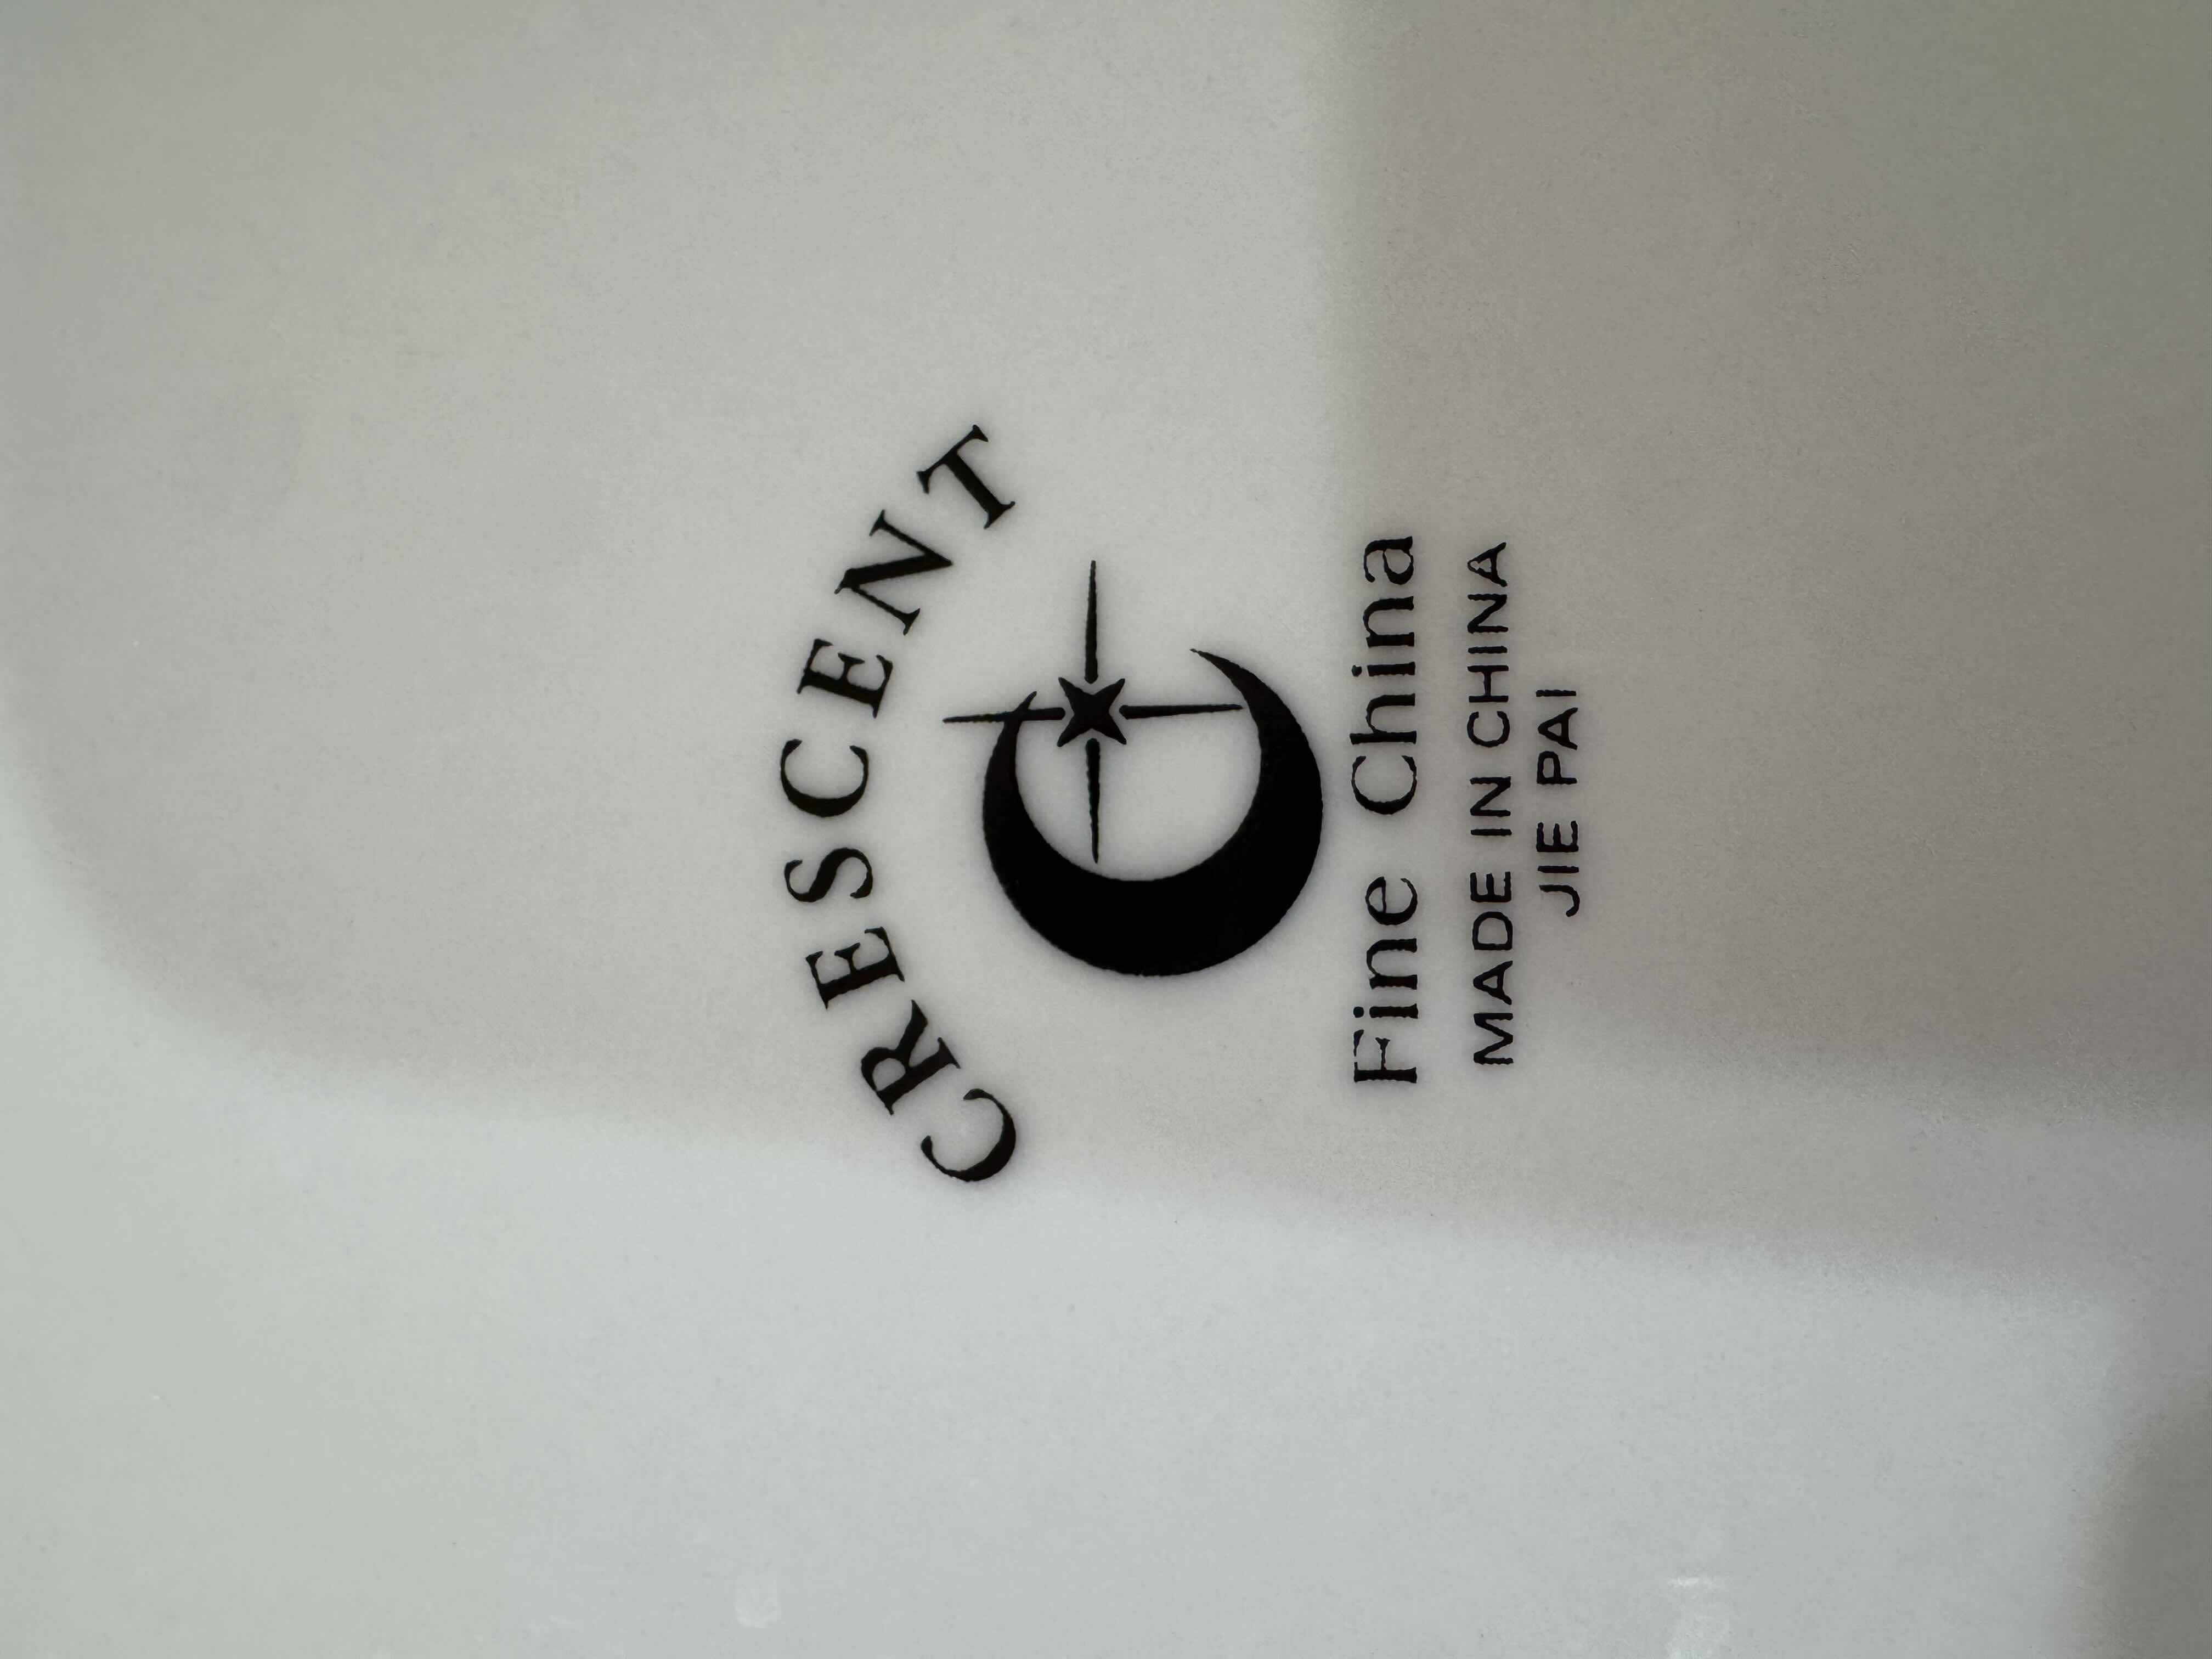 CRESCENT
Fine China
MADE IN CHINA
JIE PAI